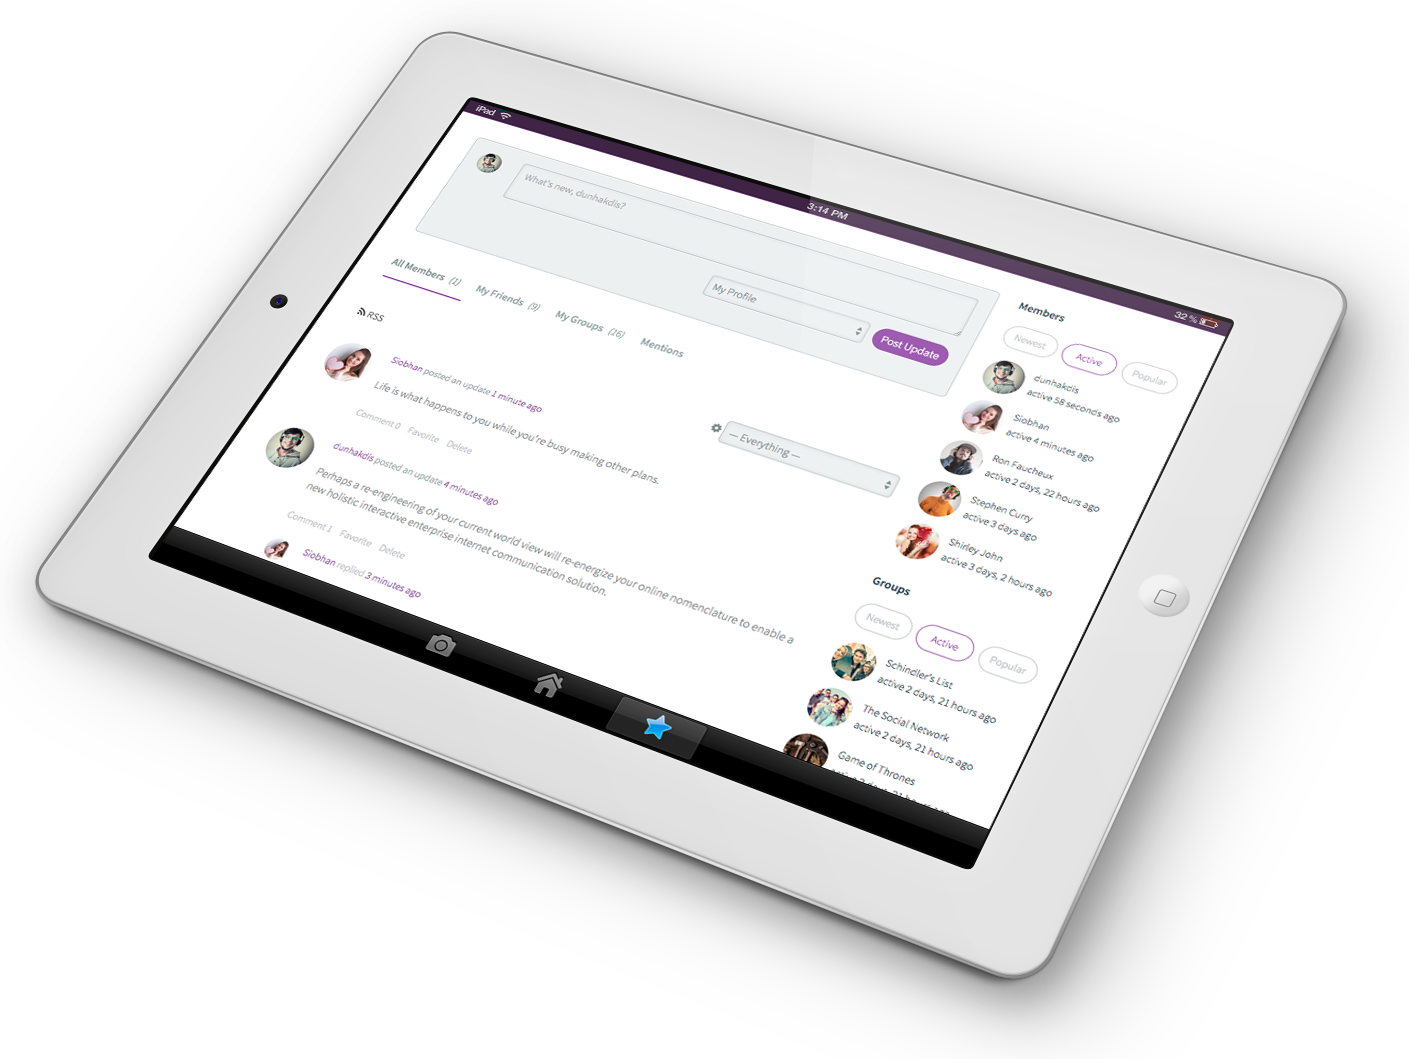 iPad
3:14 PM
32 %
What's new, dunhakdis?
My Profile
Post Update
All Members (1)
My Friends (9)
My Groups (16)
Mentions
RSS
— Everything —
Siobhan posted an update 1 minute ago
Life is what happens to you while you're busy making other plans.
Comment 0 Favorite Delete
dunhakdis posted an update 4 minutes ago
Perhaps a re-engineering of your current world view will re-energize your online nomenclature to enable a
new holistic interactive enterprise internet communication solution.
Comment 1 Favorite Delete
Siobhan replied 3 minutes ago
Members
Newest
Active
Popular
dunhakdis
active 58 seconds ago
Siobhan
active 4 minutes ago
Ron Faucheux
active 2 days, 22 hours ago
Stephen Curry
active 3 days ago
Shirley John
active 3 days, 2 hours ago
Groups
Newest
Active
Popular
Schindler's List
active 2 days, 21 hours ago
The Social Network
active 2 days, 21 hours ago
Game of Thrones